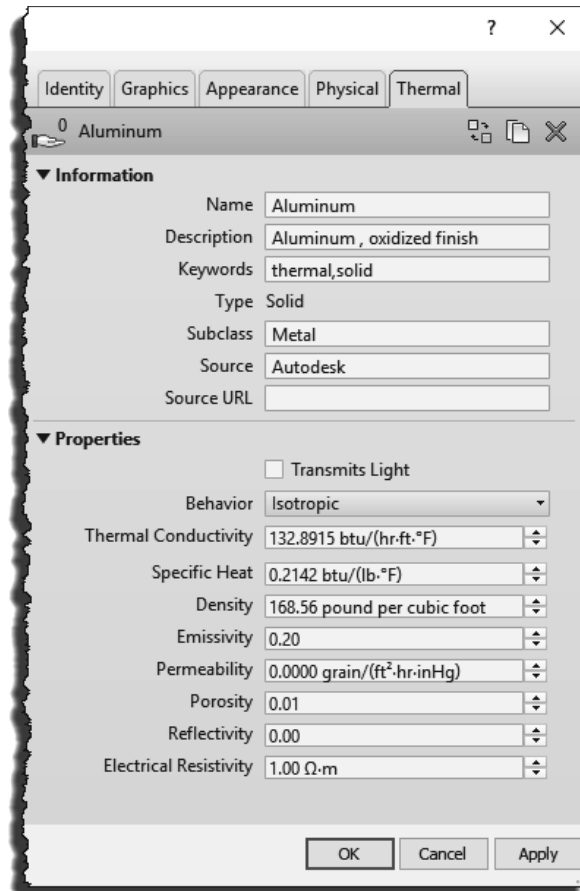 ?
Identity Graphics Appearance Physical Thermal
0 Aluminum
Information
Name Aluminum
Description Aluminum , oxidized finish
Keywords thermal,solid
Type Solid
Subclass Metal
Source Autodesk
Source URL
Properties
Transmits Light
Behavior Isotropic
Thermal Conductivity 132.8915 btu/(hr·ft·°F)
Specific Heat 0.2142 btu/(lb·°F)
Density 168.56 pound per cubic foot
Emissivity 0.20
Permeability 0.0000 grain/(ft²·hr·inHg)
Porosity 0.01
Reflectivity 0.00
Electrical Resistivity 1.00 Ω·m
OK Cancel Apply